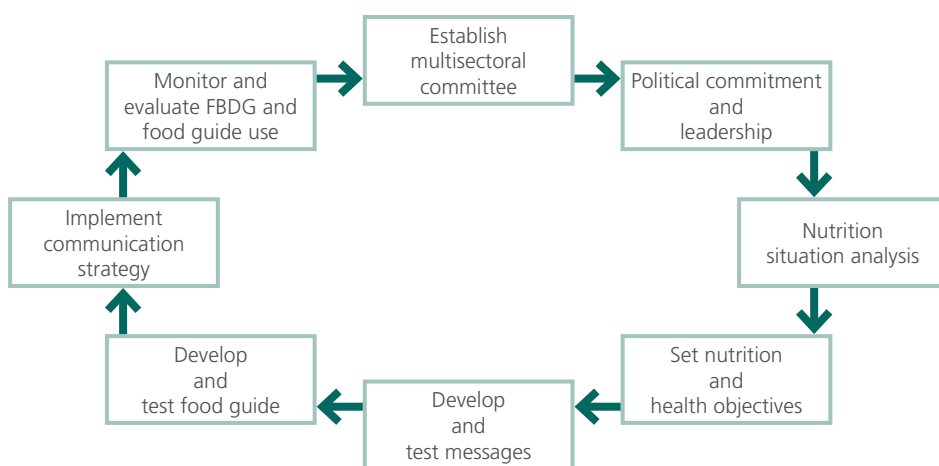 Establish
multisectoral
committee
Political commitment
and
leadership
Nutrition
situation analysis
Set nutrition
and
health objectives
Develop
and
test messages
Develop
and
test food guide
Implement
communication
strategy
Monitor and
evaluate FBDG and
food guide use